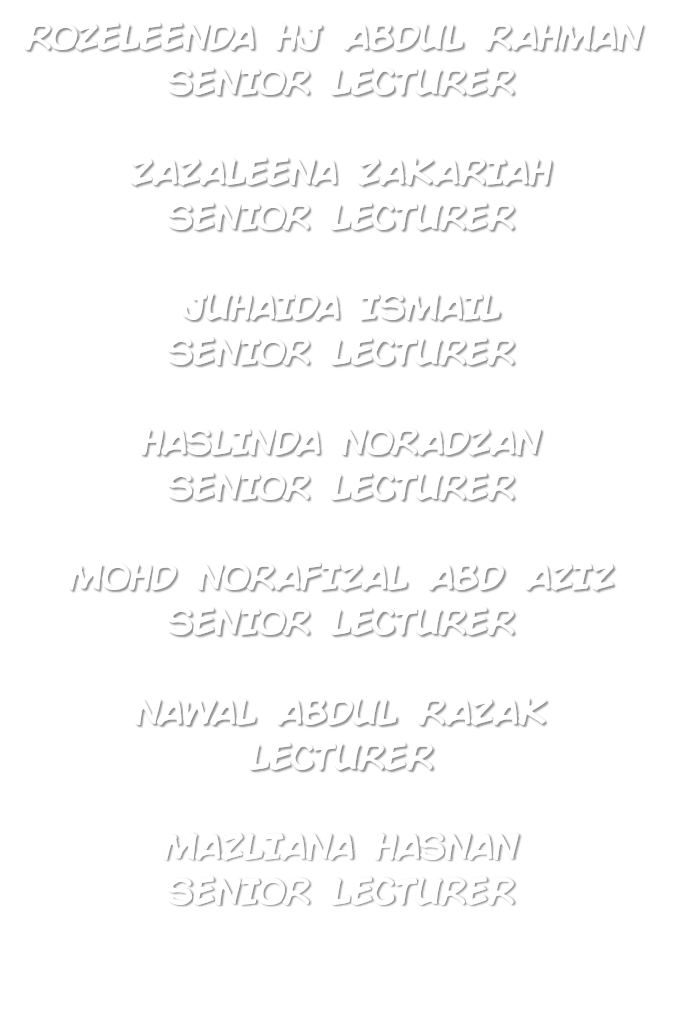 ROZELEENDA HJ ABDUL RAHMAN
SENIOR LECTURER
ZAZALEENA ZAKARIAH
SENIOR LECTURER
JUHAIDA ISMAIL
SENIOR LECTURER
HASLINDA NORADZAN
SENIOR LECTURER
MOHD NORAFIZAL ABD AZIZ
SENIOR LECTURER
NAWAL ABDUL RAZAK
LECTURER
MAZLIANA HASNAN
SENIOR LECTURER